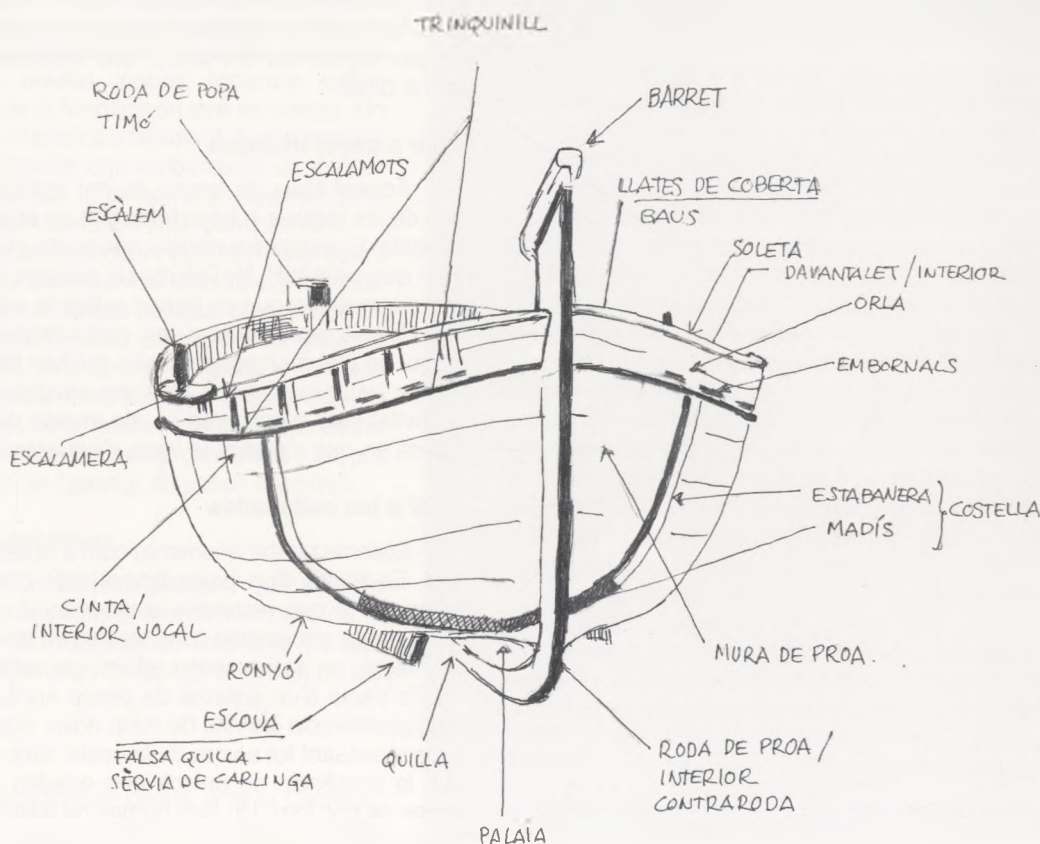 TRINQUINILL
RODA DE POPA
TIMÓ
BARRET
ESCALAMOTS
LLATES DE COBERTA
BAUS
ESCÀLEM
SOLETA
DAVANTALET / INTERIOR
ORLA
EMBORNALS
ESCALAMERA
ESTABANERA
MADÍS
COSTELLA
CINTA /
INTERIOR VOCAL
RONYÓ
MURA DE PROA.
ESCOVA
FALSA QUILLA -
SÈRVIA DE CARLINGA
QUILLA
RODA DE PROA /
INTERIOR
CONTRARODA
PALAIA